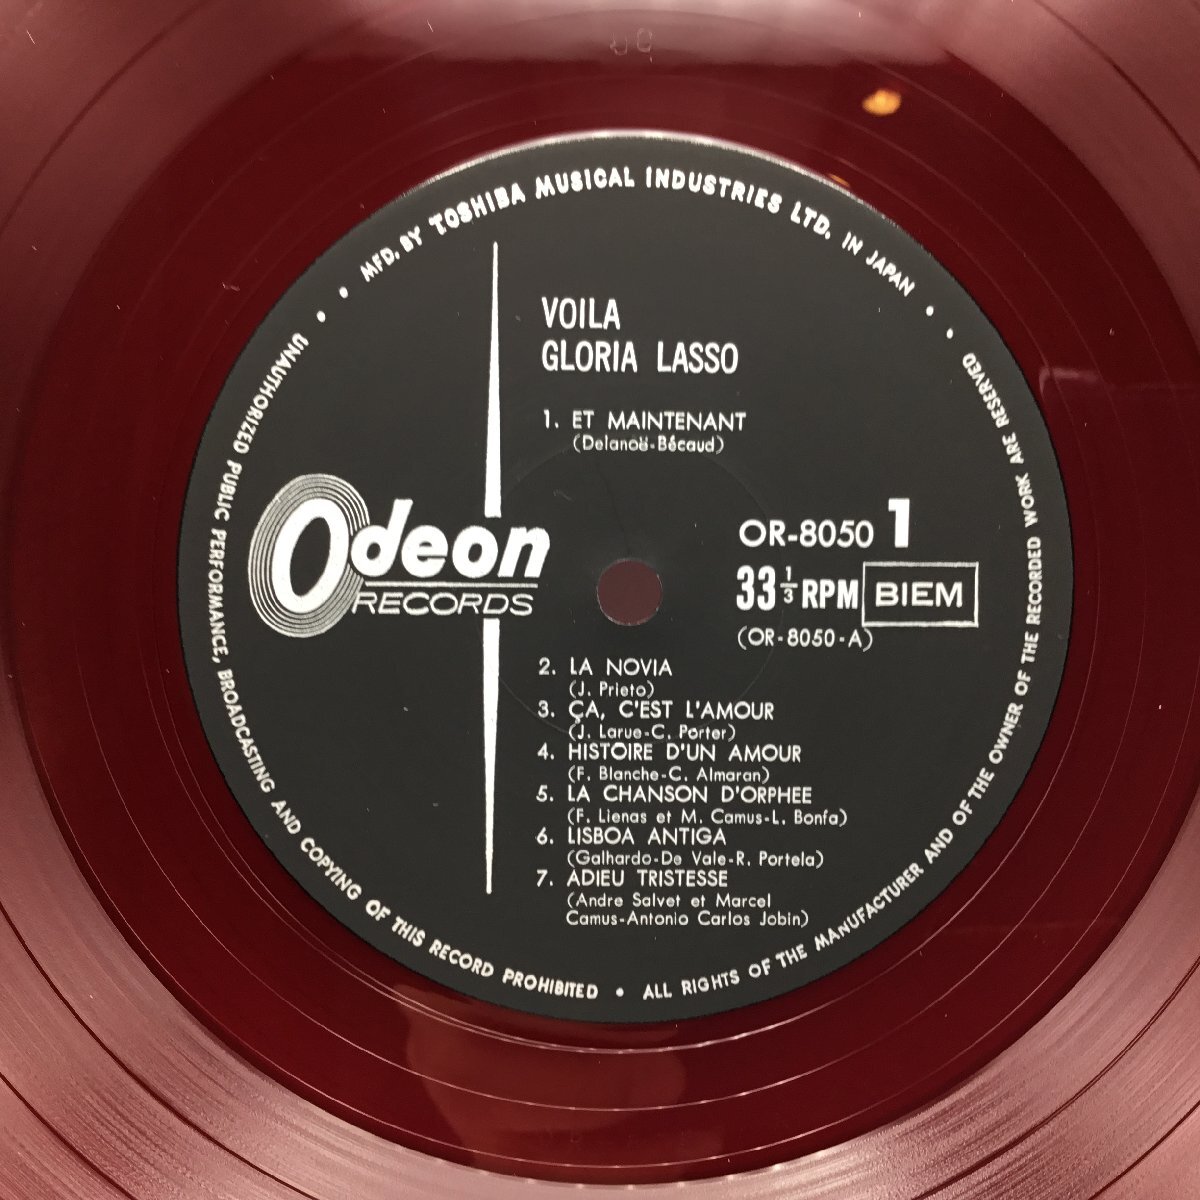 MFD. BY TOSHIBA MUSICAL INDUSTRIES LTD. IN JAPAN
VOILA
GLORIA LASSO
1. ET MAINTENANT
(Delanoë-Bécaud)
Odeon
RECORDS
OR-8050 1
33 1/3 RPM BIEM
(OR-8050-A)
2. LA NOVIA
(J. Prieto)
3. ÇA, C'EST L'AMOUR
(J. Larue-C. Porter)
4. HISTOIRE D'UN AMOUR
(F. Blanche-C. Almaran)
5. LA CHANSON D'ORPHEE
(F. Lienas et M. Camus-L. Bonfa)
6. LISBOA ANTIGA
(Galhardo-De Vale-R. Portela)
7. ADIEU TRISTESSE
(Andre Salvet et Marcel
Camus-Antonio Carlos Jobin)
UNAUTHORIZED PUBLIC PERFORMANCE, BROADCASTING AND COPYING OF THIS RECORD PROHIBITED • ALL RIGHTS OF THE MANUFACTURER AND OF THE OWNER OF THE RECORDED WORK ARE RESERVED